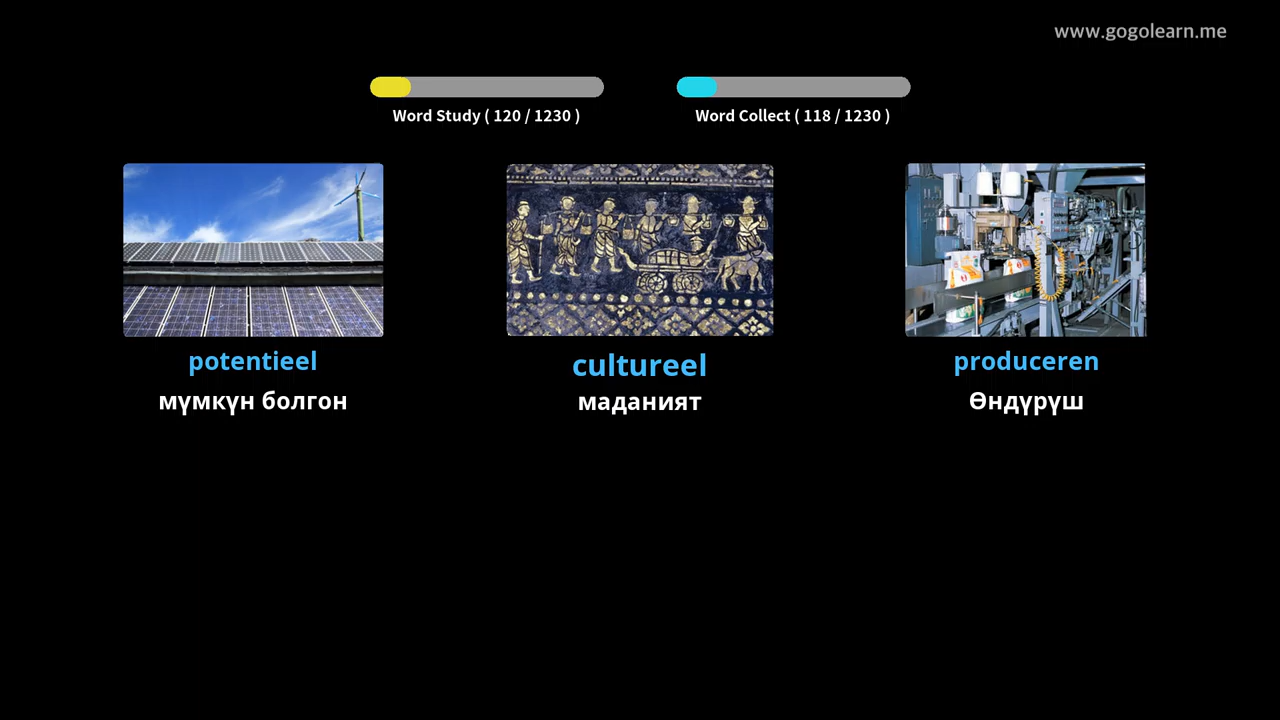 www.gogolearn.me
Word Study ( 120 / 1230 )
Word Collect ( 118 / 1230 )
potentieel
мүмкүн болгон
cultureel
маданият
produceren
Өндүрүш